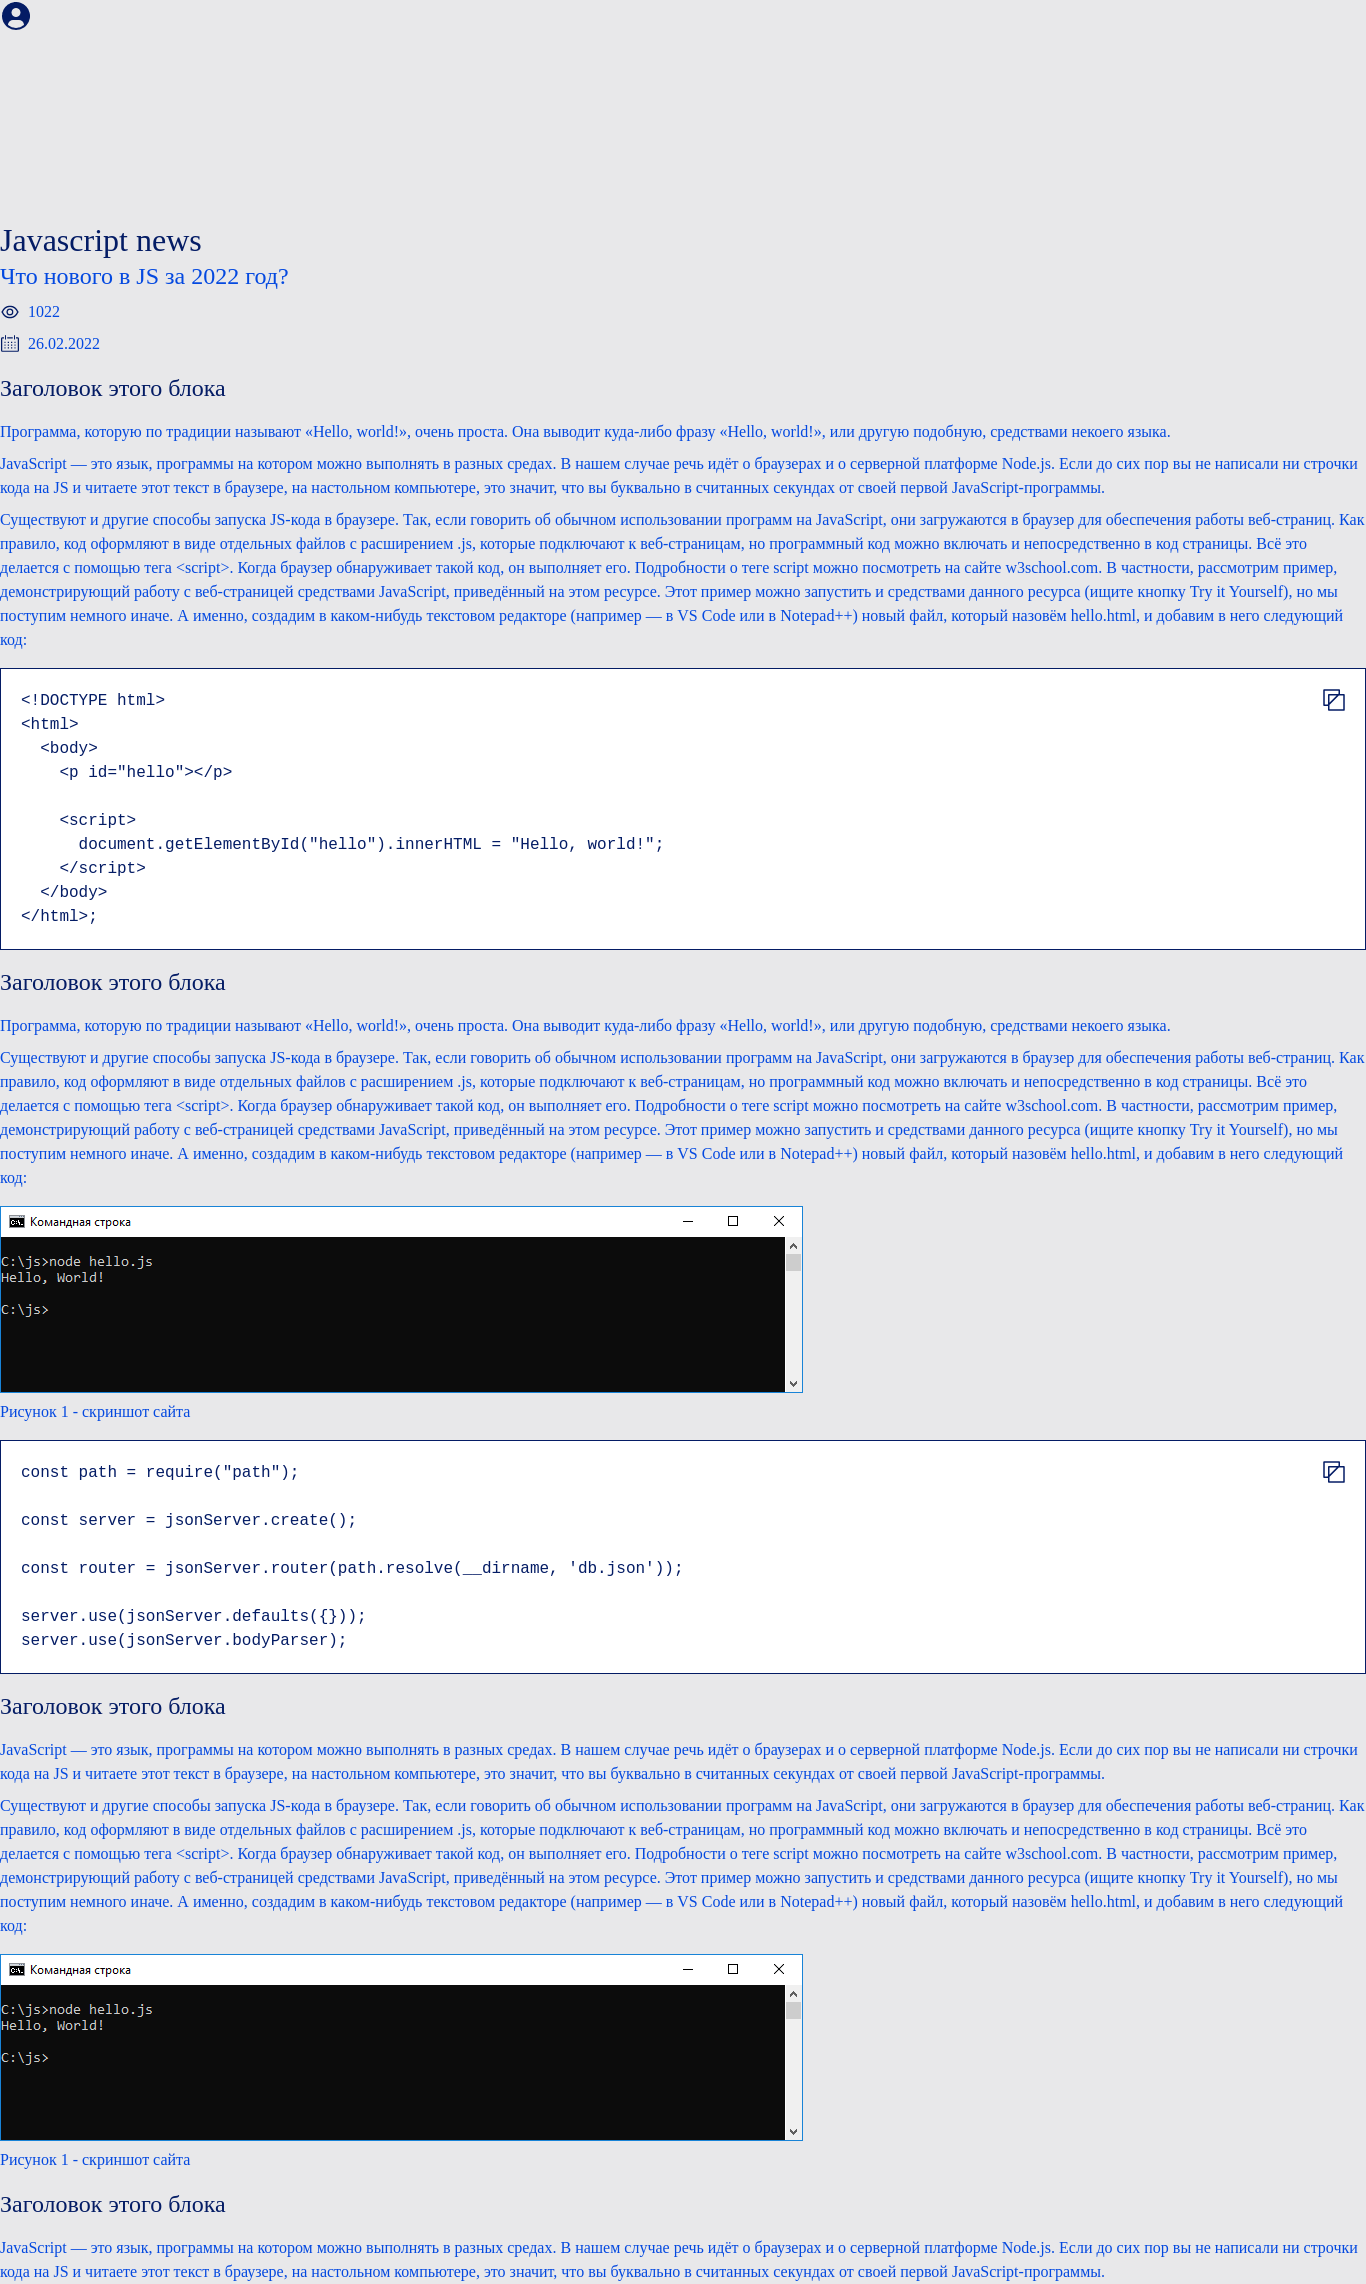 Javascript news
Что нового в JS за 2022 год?
1022
26.02.2022
Заголовок этого блока
Программа, которую по традиции называют «Hello, world!», очень проста. Она выводит куда-либо фразу «Hello, world!», или другую подобную, средствами некоего языка.
JavaScript — это язык, программы на котором можно выполнять в разных средах. В нашем случае речь идёт о браузерах и о серверной платформе Node.js. Если до сих пор вы не написали ни строчки
кода на JS и читаете этот текст в браузере, на настольном компьютере, это значит, что вы буквально в считанных секундах от своей первой JavaScript-программы.
Существуют и другие способы запуска JS-кода в браузере. Так, если говорить об обычном использовании программ на JavaScript, они загружаются в браузер для обеспечения работы веб-страниц. Как
правило, код оформляют в виде отдельных файлов с расширением .js, которые подключают к веб-страницам, но программный код можно включать и непосредственно в код страницы. Всё это
делается с помощью тега <script>. Когда браузер обнаруживает такой код, он выполняет его. Подробности о теге script можно посмотреть на сайте w3school.com. В частности, рассмотрим пример,
демонстрирующий работу с веб-страницей средствами JavaScript, приведённый на этом ресурсе. Этот пример можно запустить и средствами данного ресурса (ищите кнопку Try it Yourself), но мы
поступим немного иначе. А именно, создадим в каком-нибудь текстовом редакторе (например — в VS Code или в Notepad++) новый файл, который назовём hello.html, и добавим в него следующий
код:
<!DOCTYPE html>
<html>
  <body>
    <p id="hello"></p>

    <script>
      document.getElementById("hello").innerHTML = "Hello, world!";
    </script>
  </body>
</html>;
Заголовок этого блока
Программа, которую по традиции называют «Hello, world!», очень проста. Она выводит куда-либо фразу «Hello, world!», или другую подобную, средствами некоего языка.
Существуют и другие способы запуска JS-кода в браузере. Так, если говорить об обычном использовании программ на JavaScript, они загружаются в браузер для обеспечения работы веб-страниц. Как
правило, код оформляют в виде отдельных файлов с расширением .js, которые подключают к веб-страницам, но программный код можно включать и непосредственно в код страницы. Всё это
делается с помощью тега <script>. Когда браузер обнаруживает такой код, он выполняет его. Подробности о теге script можно посмотреть на сайте w3school.com. В частности, рассмотрим пример,
демонстрирующий работу с веб-страницей средствами JavaScript, приведённый на этом ресурсе. Этот пример можно запустить и средствами данного ресурса (ищите кнопку Try it Yourself), но мы
поступим немного иначе. А именно, создадим в каком-нибудь текстовом редакторе (например — в VS Code или в Notepad++) новый файл, который назовём hello.html, и добавим в него следующий
код:
Командная строка
C:\js>node hello.js
Hello, World!
C:\js>
Рисунок 1 - скриншот сайта
const path = require("path");

const server = jsonServer.create();

const router = jsonServer.router(path.resolve(__dirname, 'db.json'));

server.use(jsonServer.defaults({}));
server.use(jsonServer.bodyParser);
Заголовок этого блока
JavaScript — это язык, программы на котором можно выполнять в разных средах. В нашем случае речь идёт о браузерах и о серверной платформе Node.js. Если до сих пор вы не написали ни строчки
кода на JS и читаете этот текст в браузере, на настольном компьютере, это значит, что вы буквально в считанных секундах от своей первой JavaScript-программы.
Существуют и другие способы запуска JS-кода в браузере. Так, если говорить об обычном использовании программ на JavaScript, они загружаются в браузер для обеспечения работы веб-страниц. Как
правило, код оформляют в виде отдельных файлов с расширением .js, которые подключают к веб-страницам, но программный код можно включать и непосредственно в код страницы. Всё это
делается с помощью тега <script>. Когда браузер обнаруживает такой код, он выполняет его. Подробности о теге script можно посмотреть на сайте w3school.com. В частности, рассмотрим пример,
демонстрирующий работу с веб-страницей средствами JavaScript, приведённый на этом ресурсе. Этот пример можно запустить и средствами данного ресурса (ищите кнопку Try it Yourself), но мы
поступим немного иначе. А именно, создадим в каком-нибудь текстовом редакторе (например — в VS Code или в Notepad++) новый файл, который назовём hello.html, и добавим в него следующий
код:
Командная строка
C:\js>node hello.js
Hello, World!
C:\js>
Рисунок 1 - скриншот сайта
Заголовок этого блока
JavaScript — это язык, программы на котором можно выполнять в разных средах. В нашем случае речь идёт о браузерах и о серверной платформе Node.js. Если до сих пор вы не написали ни строчки
кода на JS и читаете этот текст в браузере, на настольном компьютере, это значит, что вы буквально в считанных секундах от своей первой JavaScript-программы.